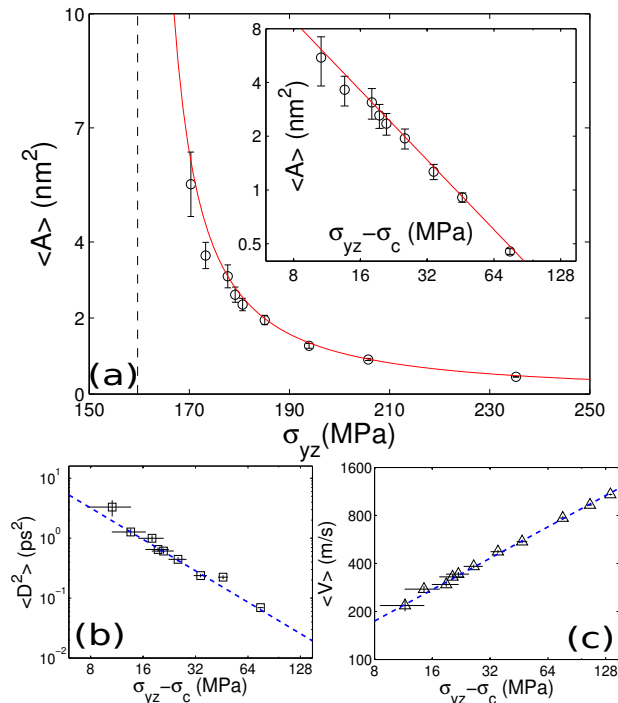 10
7
4
2
0
<A> (nm²)
150 170 190 210 230 250
σyz(MPa)
(a)
8
4
2
1
0.5
<A> (nm²)
σyz−σc (MPa)
8 16 32 64 128
10¹
10⁰
10⁻¹
10⁻²
<D²> (ps²)
(b)
8 16 32 64 128
σyz−σc (MPa)
1600
800
400
200
100
<V> (m/s)
(c)
8 16 32 64 128
σyz−σc (MPa)